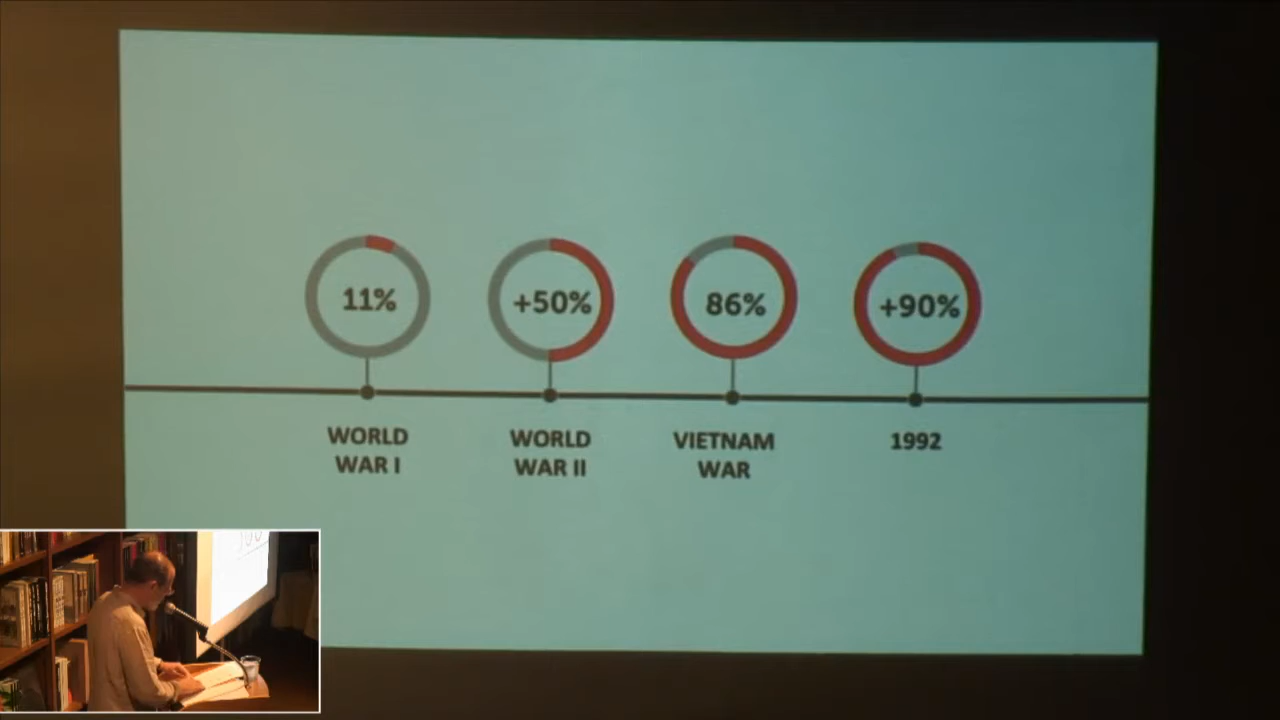 11%
+50%
86%
+90%
WORLD
WAR I
WORLD
WAR II
VIETNAM
WAR
1992